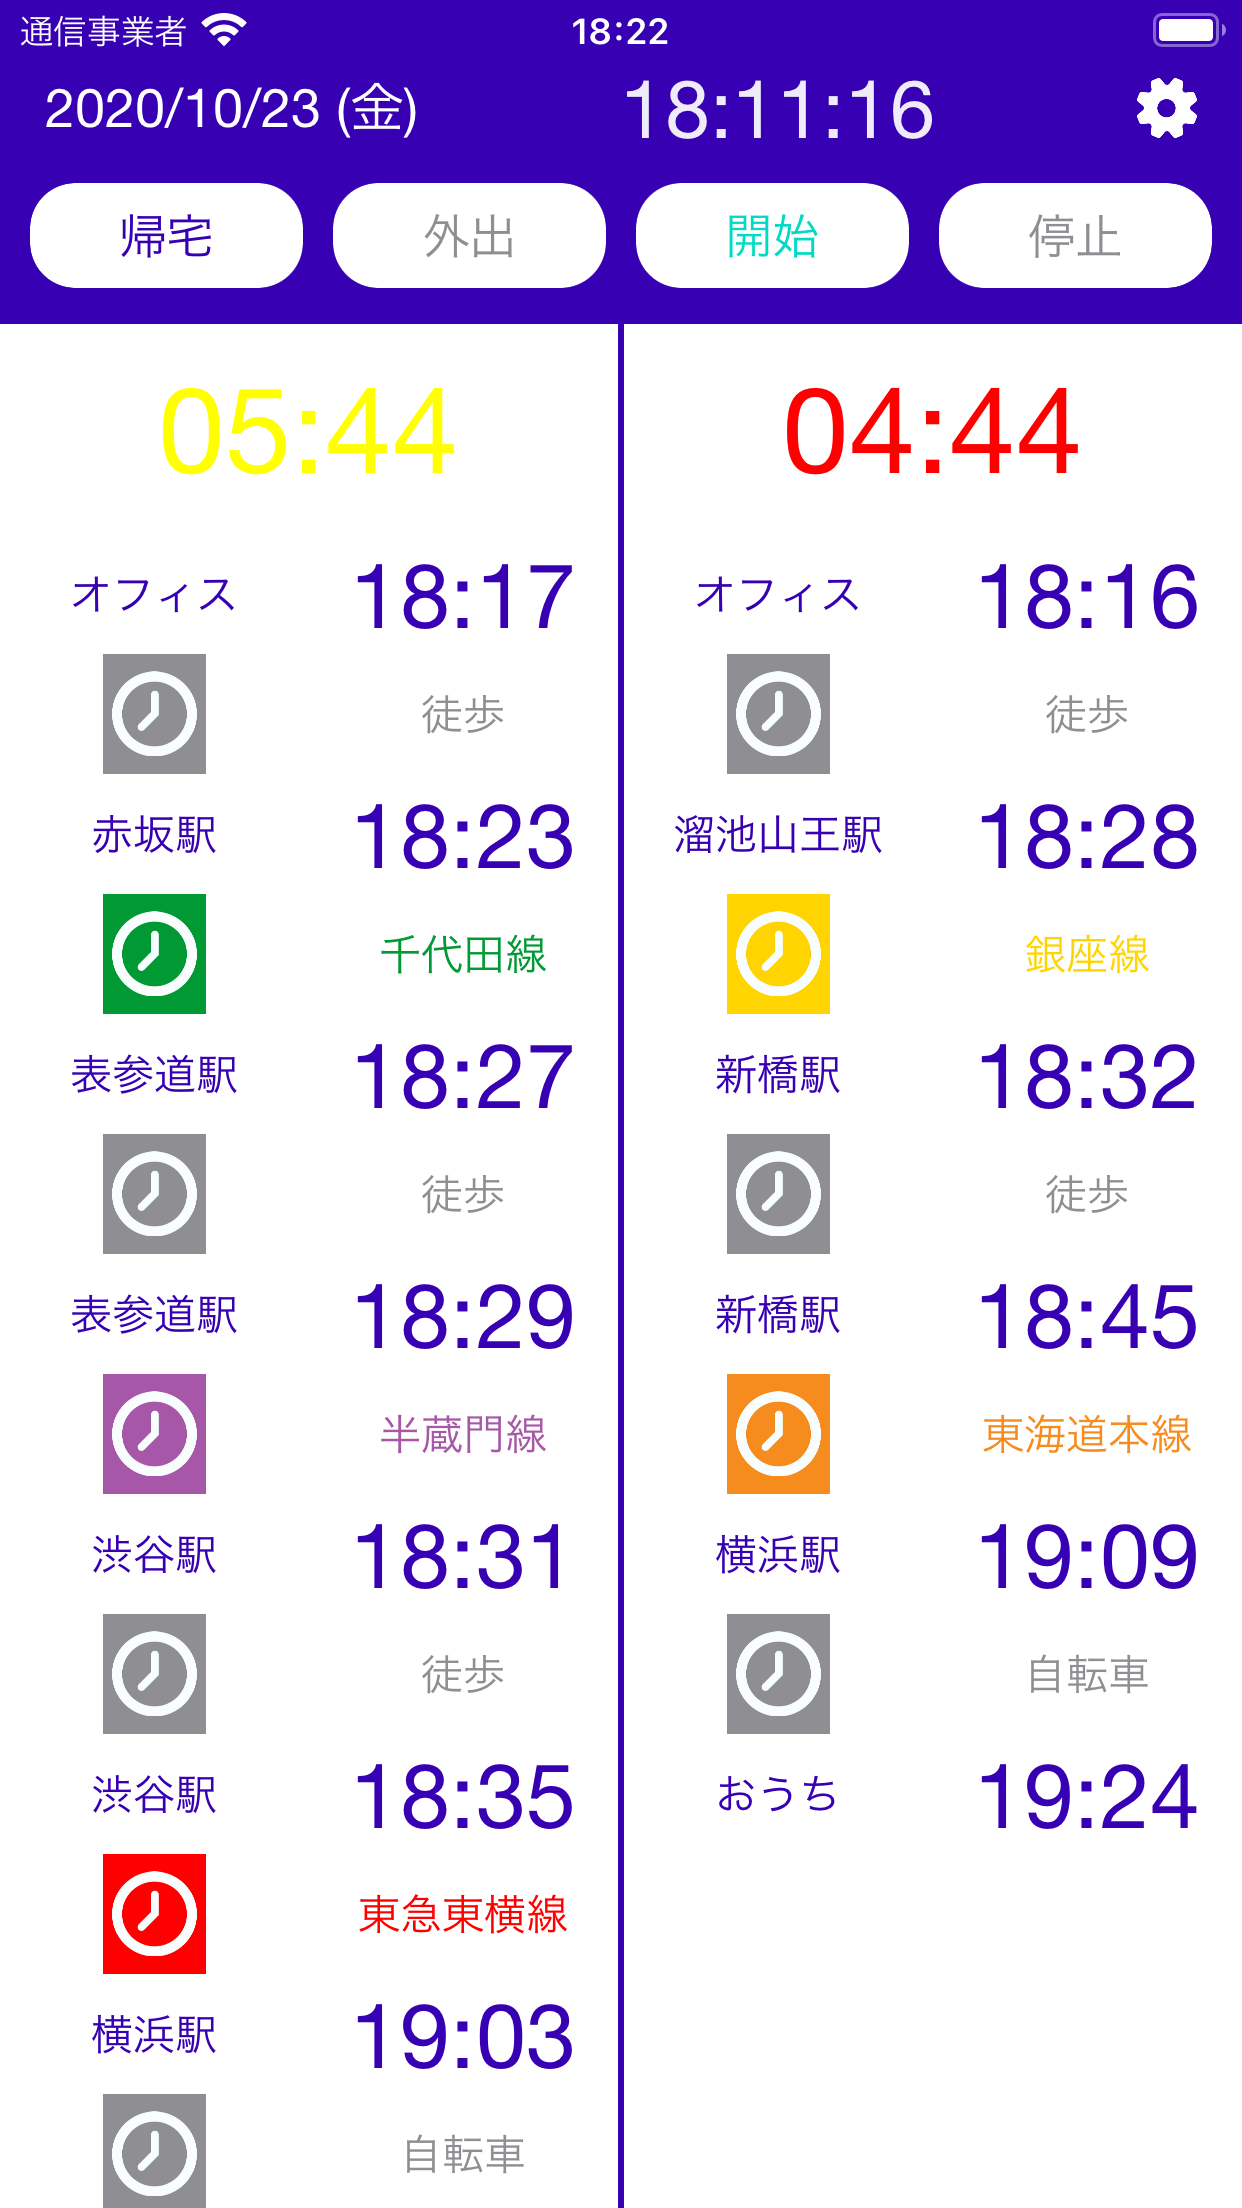 通信事業者 18:22
2020/10/23 (金) 18:11:16
帰宅 外出 開始 停止
05:44
オフィス 18:17
徒歩
赤坂駅 18:23
千代田線
表参道駅 18:27
徒歩
表参道駅 18:29
半蔵門線
渋谷駅 18:31
徒歩
渋谷駅 18:35
東急東横線
横浜駅 19:03
自転車
04:44
オフィス 18:16
徒歩
溜池山王駅 18:28
銀座線
新橋駅 18:32
徒歩
新橋駅 18:45
東海道本線
横浜駅 19:09
自転車
おうち 19:24